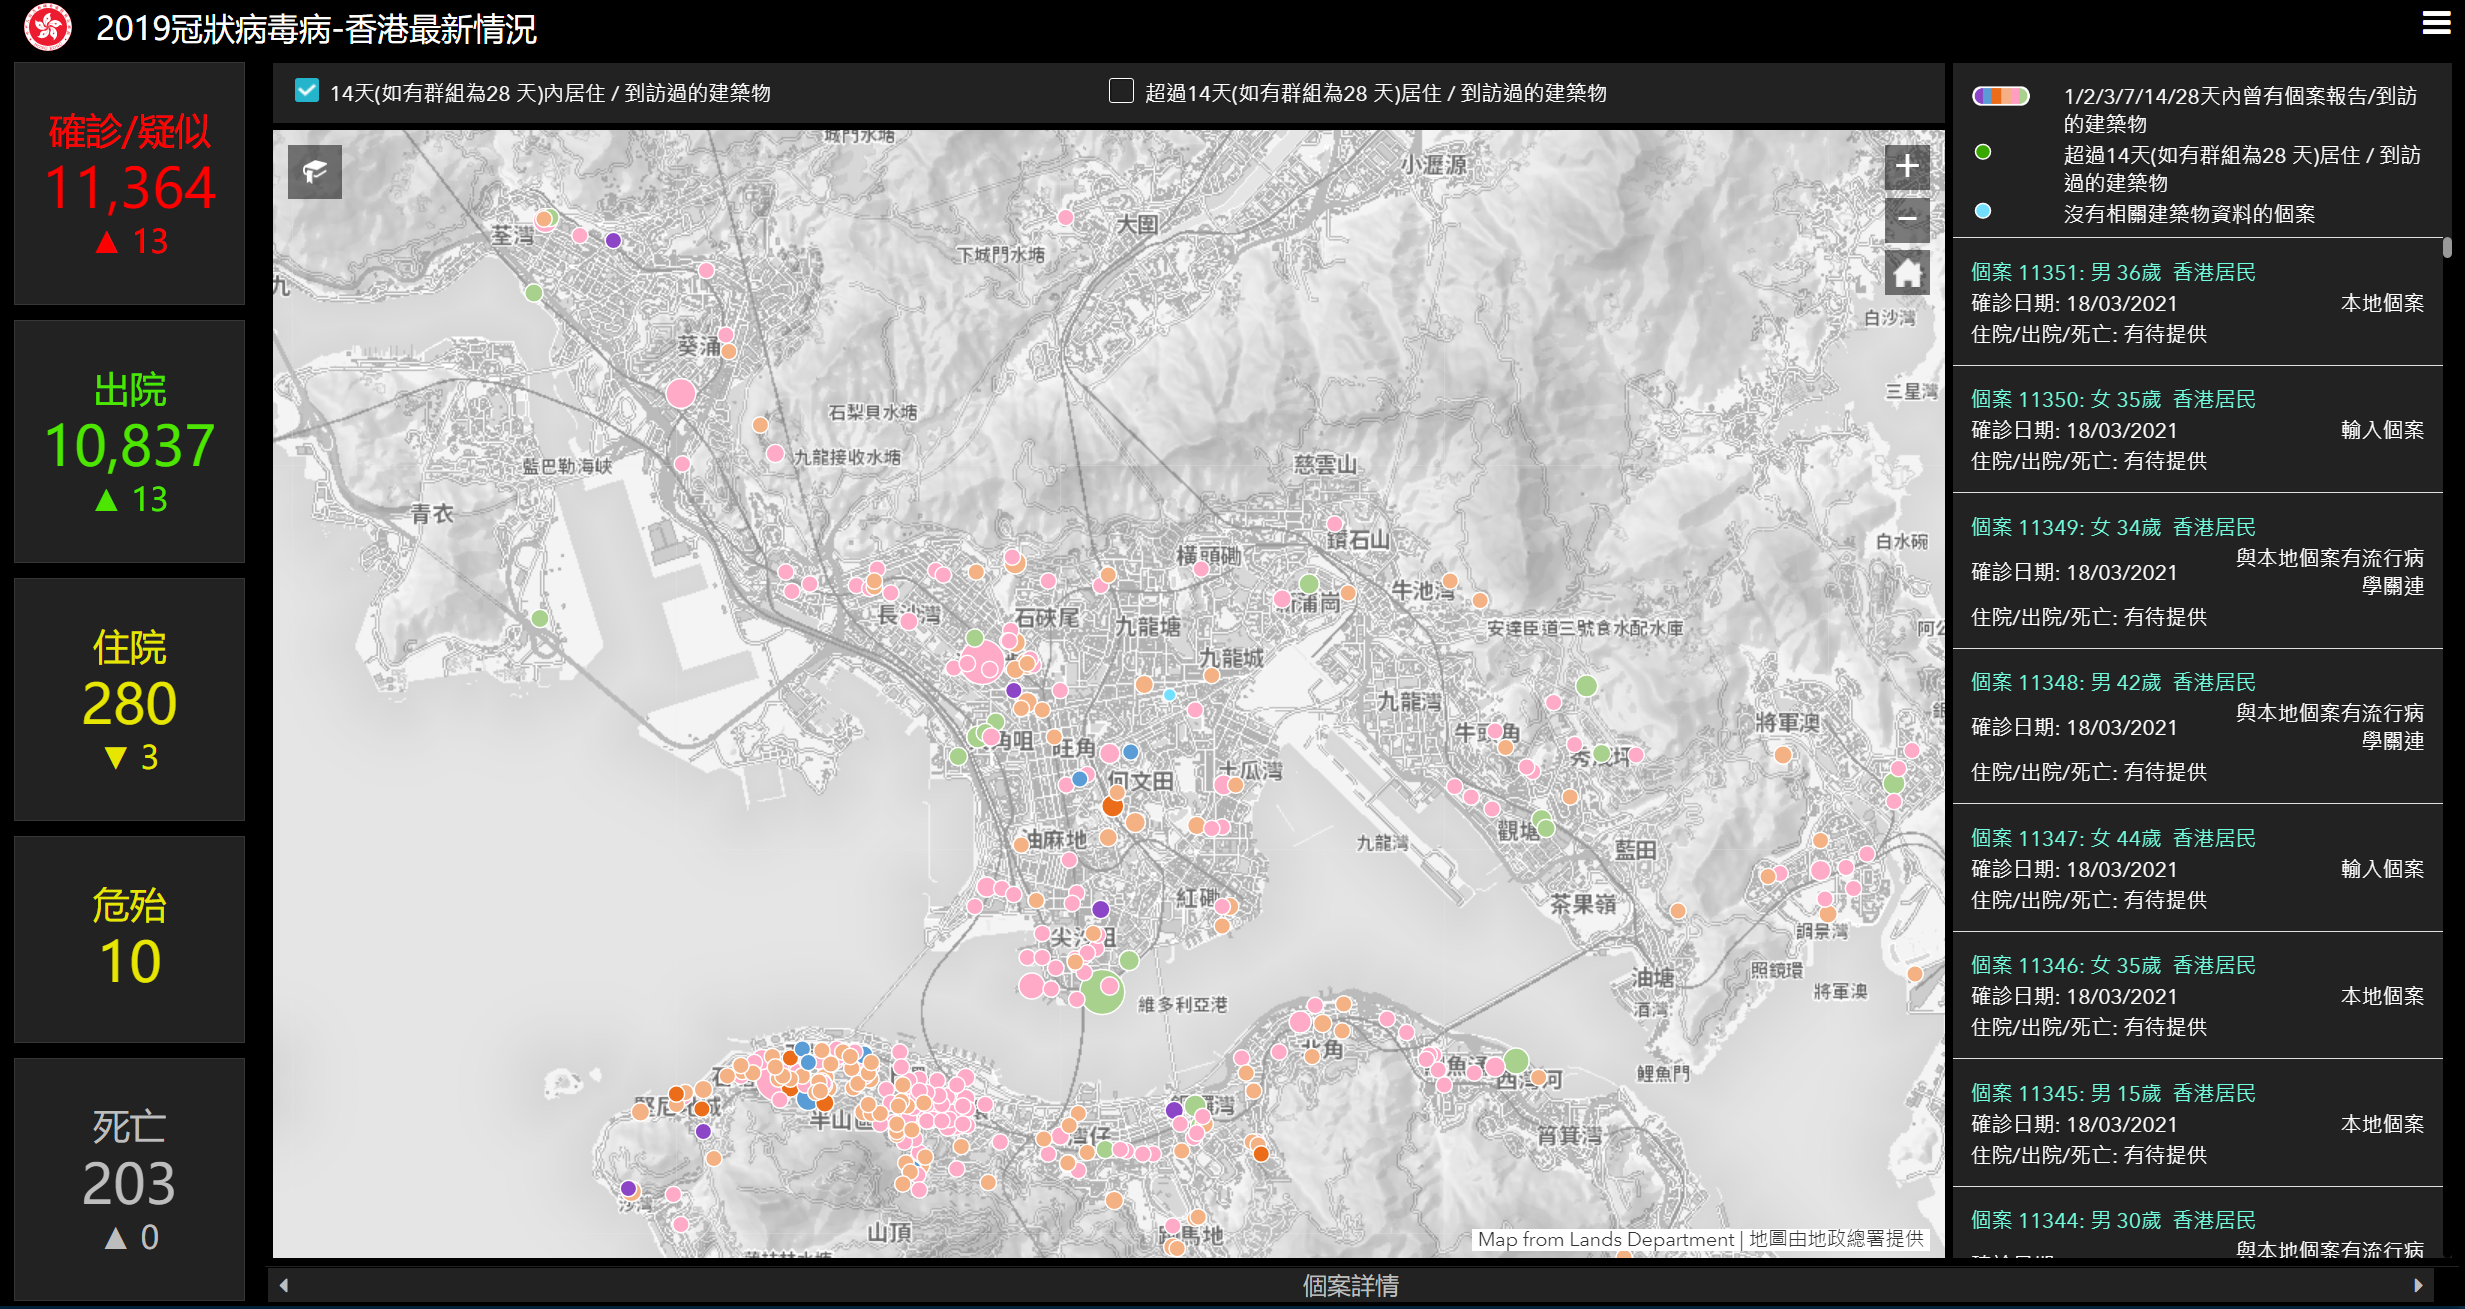 2019冠狀病毒病-香港最新情況
確診/疑似
11,364
▲ 13
出院
10,837
▲ 13
住院
280
▼ 3
危殆
10
死亡
203
▲ 0
14天(如有群組為28 天)內居住 / 到訪過的建築物
超過14天(如有群組為28 天)居住 / 到訪過的建築物
城門水塘
小瀝源
大圍
荃灣
下城門水塘
九
白沙灣
葵涌
三星灣
石梨貝水塘
九龍接收水塘
藍巴勒海峽
慈雲山
青衣
鑽石山
白水碗
橫頭磡
牛池灣
長沙灣
石硤尾
新蒲崗
九龍塘
安達臣道三號食水配水庫
九龍城
九龍灣
將軍澳
牛頭角
角咀
旺角
秀茂坪
土瓜灣
何文田
油麻地
九龍灣
觀塘
藍田
紅磡
茶果嶺
尖沙咀
調景灣
照鏡環
油塘
將軍澳
維多利亞港
酒灣
北角
鰂魚涌
西灣河
鯉魚門
堅尼地城
半山區
銅鑼灣
灣仔
筲箕灣
沙灣
山頂
跑馬地
薄扶林水塘
Map from Lands Department | 地圖由地政總署提供
個案詳情
1/2/3/7/14/28天內曾有個案報告/到訪
的建築物
超過14天(如有群組為28 天)居住 / 到訪
過的建築物
沒有相關建築物資料的個案
個案 11351: 男 36歲 香港居民
確診日期: 18/03/2021 本地個案
住院/出院/死亡: 有待提供
個案 11350: 女 35歲 香港居民
確診日期: 18/03/2021 輸入個案
住院/出院/死亡: 有待提供
個案 11349: 女 34歲 香港居民
確診日期: 18/03/2021 與本地個案有流行病
學關連
住院/出院/死亡: 有待提供
個案 11348: 男 42歲 香港居民
確診日期: 18/03/2021 與本地個案有流行病
學關連
住院/出院/死亡: 有待提供
個案 11347: 女 44歲 香港居民
確診日期: 18/03/2021 輸入個案
住院/出院/死亡: 有待提供
個案 11346: 女 35歲 香港居民
確診日期: 18/03/2021 本地個案
住院/出院/死亡: 有待提供
個案 11345: 男 15歲 香港居民
確診日期: 18/03/2021 本地個案
住院/出院/死亡: 有待提供
個案 11344: 男 30歲 香港居民
與本地個案有流行病